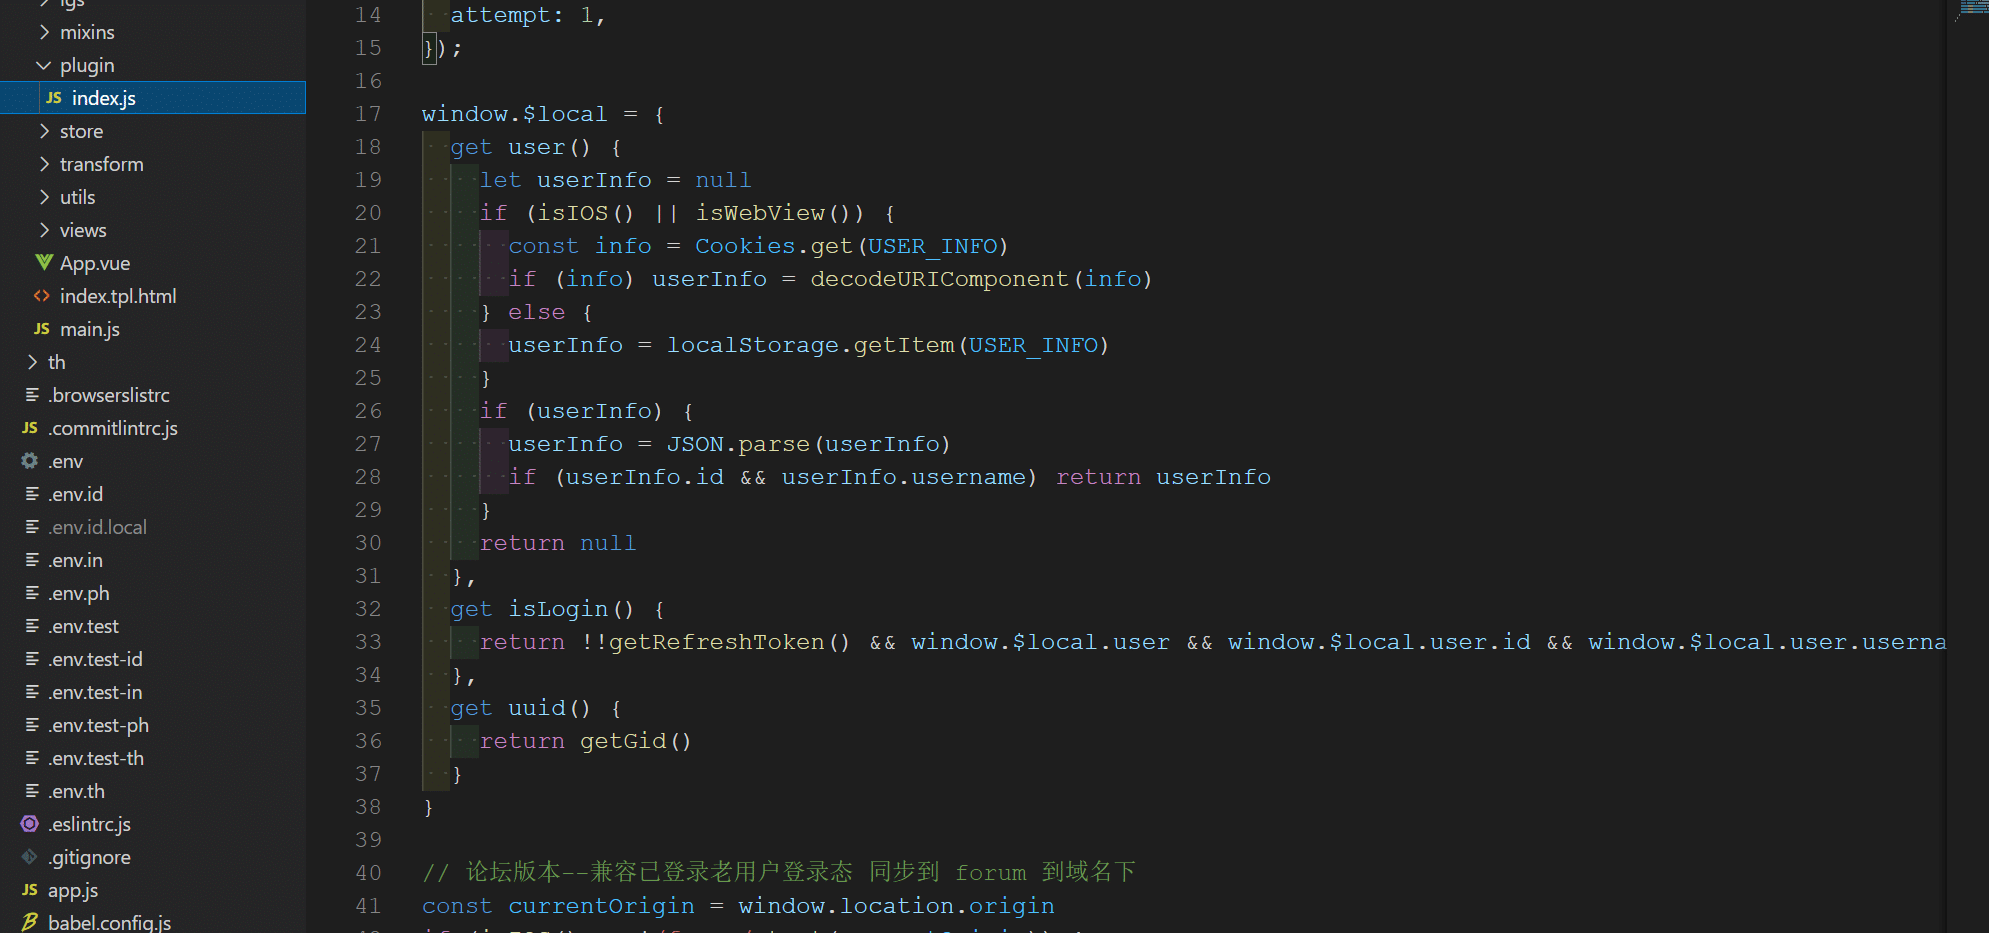 igs
mixins
plugin
JS index.js
store
transform
utils
views
App.vue
<> index.tpl.html
JS main.js
th
.browserslistrc
JS .commitlintrc.js
.env
.env.id
.env.id.local
.env.in
.env.ph
.env.test
.env.test-id
.env.test-in
.env.test-ph
.env.test-th
.env.th
.eslintrc.js
.gitignore
JS app.js
babel.config.js
14 attempt: 1,
15 });
16
17 window.$local = {
18 get user() {
19 let userInfo = null
20 if (isIOS() || isWebView()) {
21 const info = Cookies.get(USER_INFO)
22 if (info) userInfo = decodeURIComponent(info)
23 } else {
24 userInfo = localStorage.getItem(USER_INFO)
25 }
26 if (userInfo) {
27 userInfo = JSON.parse(userInfo)
28 if (userInfo.id && userInfo.username) return userInfo
29 }
30 return null
31 },
32 get isLogin() {
33 return !!getRefreshToken() && window.$local.user && window.$local.user.id && window.$local.user.userna
34 },
35 get uuid() {
36 return getGid()
37 }
38 }
39
40 // 论坛版本--兼容已登录老用户登录态 同步到 forum 到域名下
41 const currentOrigin = window.location.origin